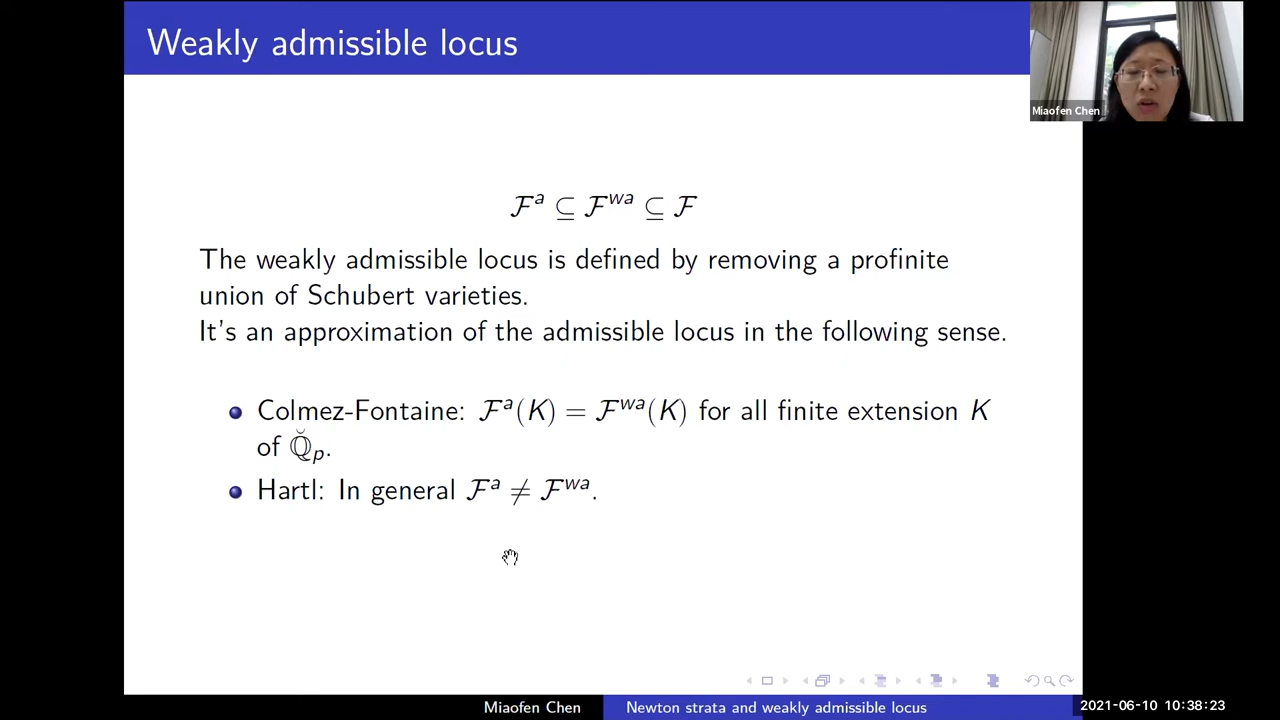 Weakly admissible locus
Miaofen Chen
𝓕ᵃ ⊆ 𝓕ʷᵃ ⊆ 𝓕
The weakly admissible locus is defined by removing a profinite
union of Schubert varieties.
It's an approximation of the admissible locus in the following sense.
Colmez-Fontaine: 𝓕ᵃ(K) = 𝓕ʷᵃ(K) for all finite extension K
of ℚ̆ₚ.
Hartl: In general 𝓕ᵃ ≠ 𝓕ʷᵃ.
Miaofen Chen
Newton strata and weakly admissible locus
2021-06-10 10:38:23